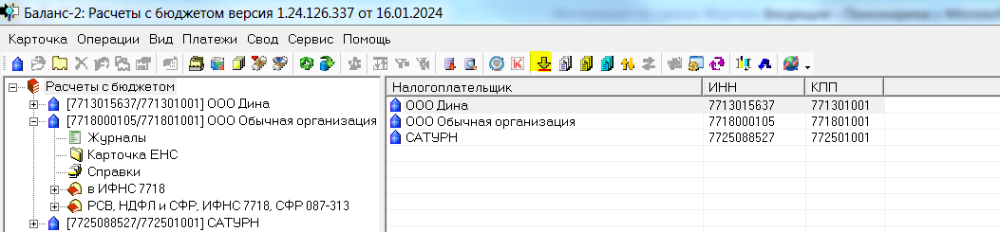 Баланс-2: Расчеты с бюджетом версия 1.24.126.337 от 16.01.2024
Карточка Операции Вид Платежи Свод Сервис Помощь
Расчеты с бюджетом
[7713015637/771301001] ООО Дина
[7718000105/771801001] ООО Обычная организация
Журналы
Карточка ЕНС
Справки
в ИФНС 7718
РСВ, НДФЛ и СФР, ИФНС 7718, СФР 087-313
[7725088527/772501001] САТУРН
Налогоплательщик ИНН КПП
ООО Дина 7713015637 771301001
ООО Обычная организация 7718000105 771801001
САТУРН 7725088527 772501001